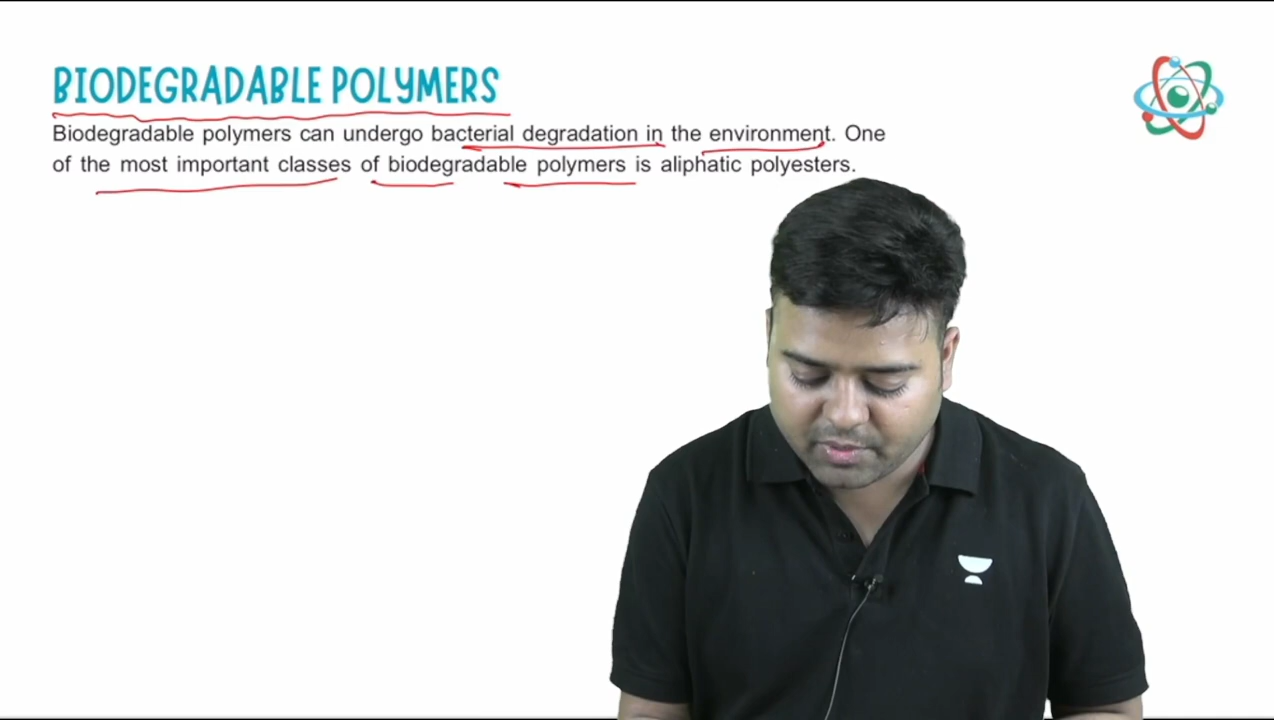 BIODEGRADABLE POLYMERS
Biodegradable polymers can undergo bacterial degradation in the environment. One
of the most important classes of biodegradable polymers is aliphatic polyesters.